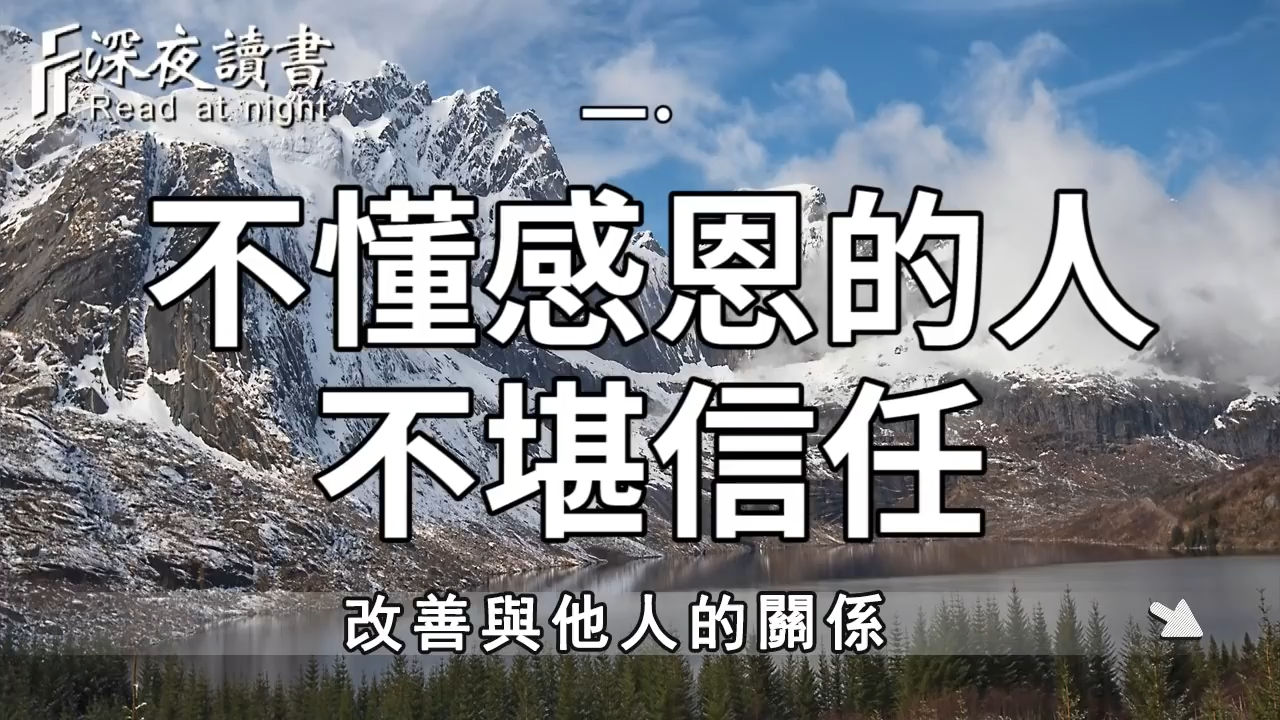 深夜讀書
Read at night
一.
不懂感恩的人
不堪信任
改善與他人的關係